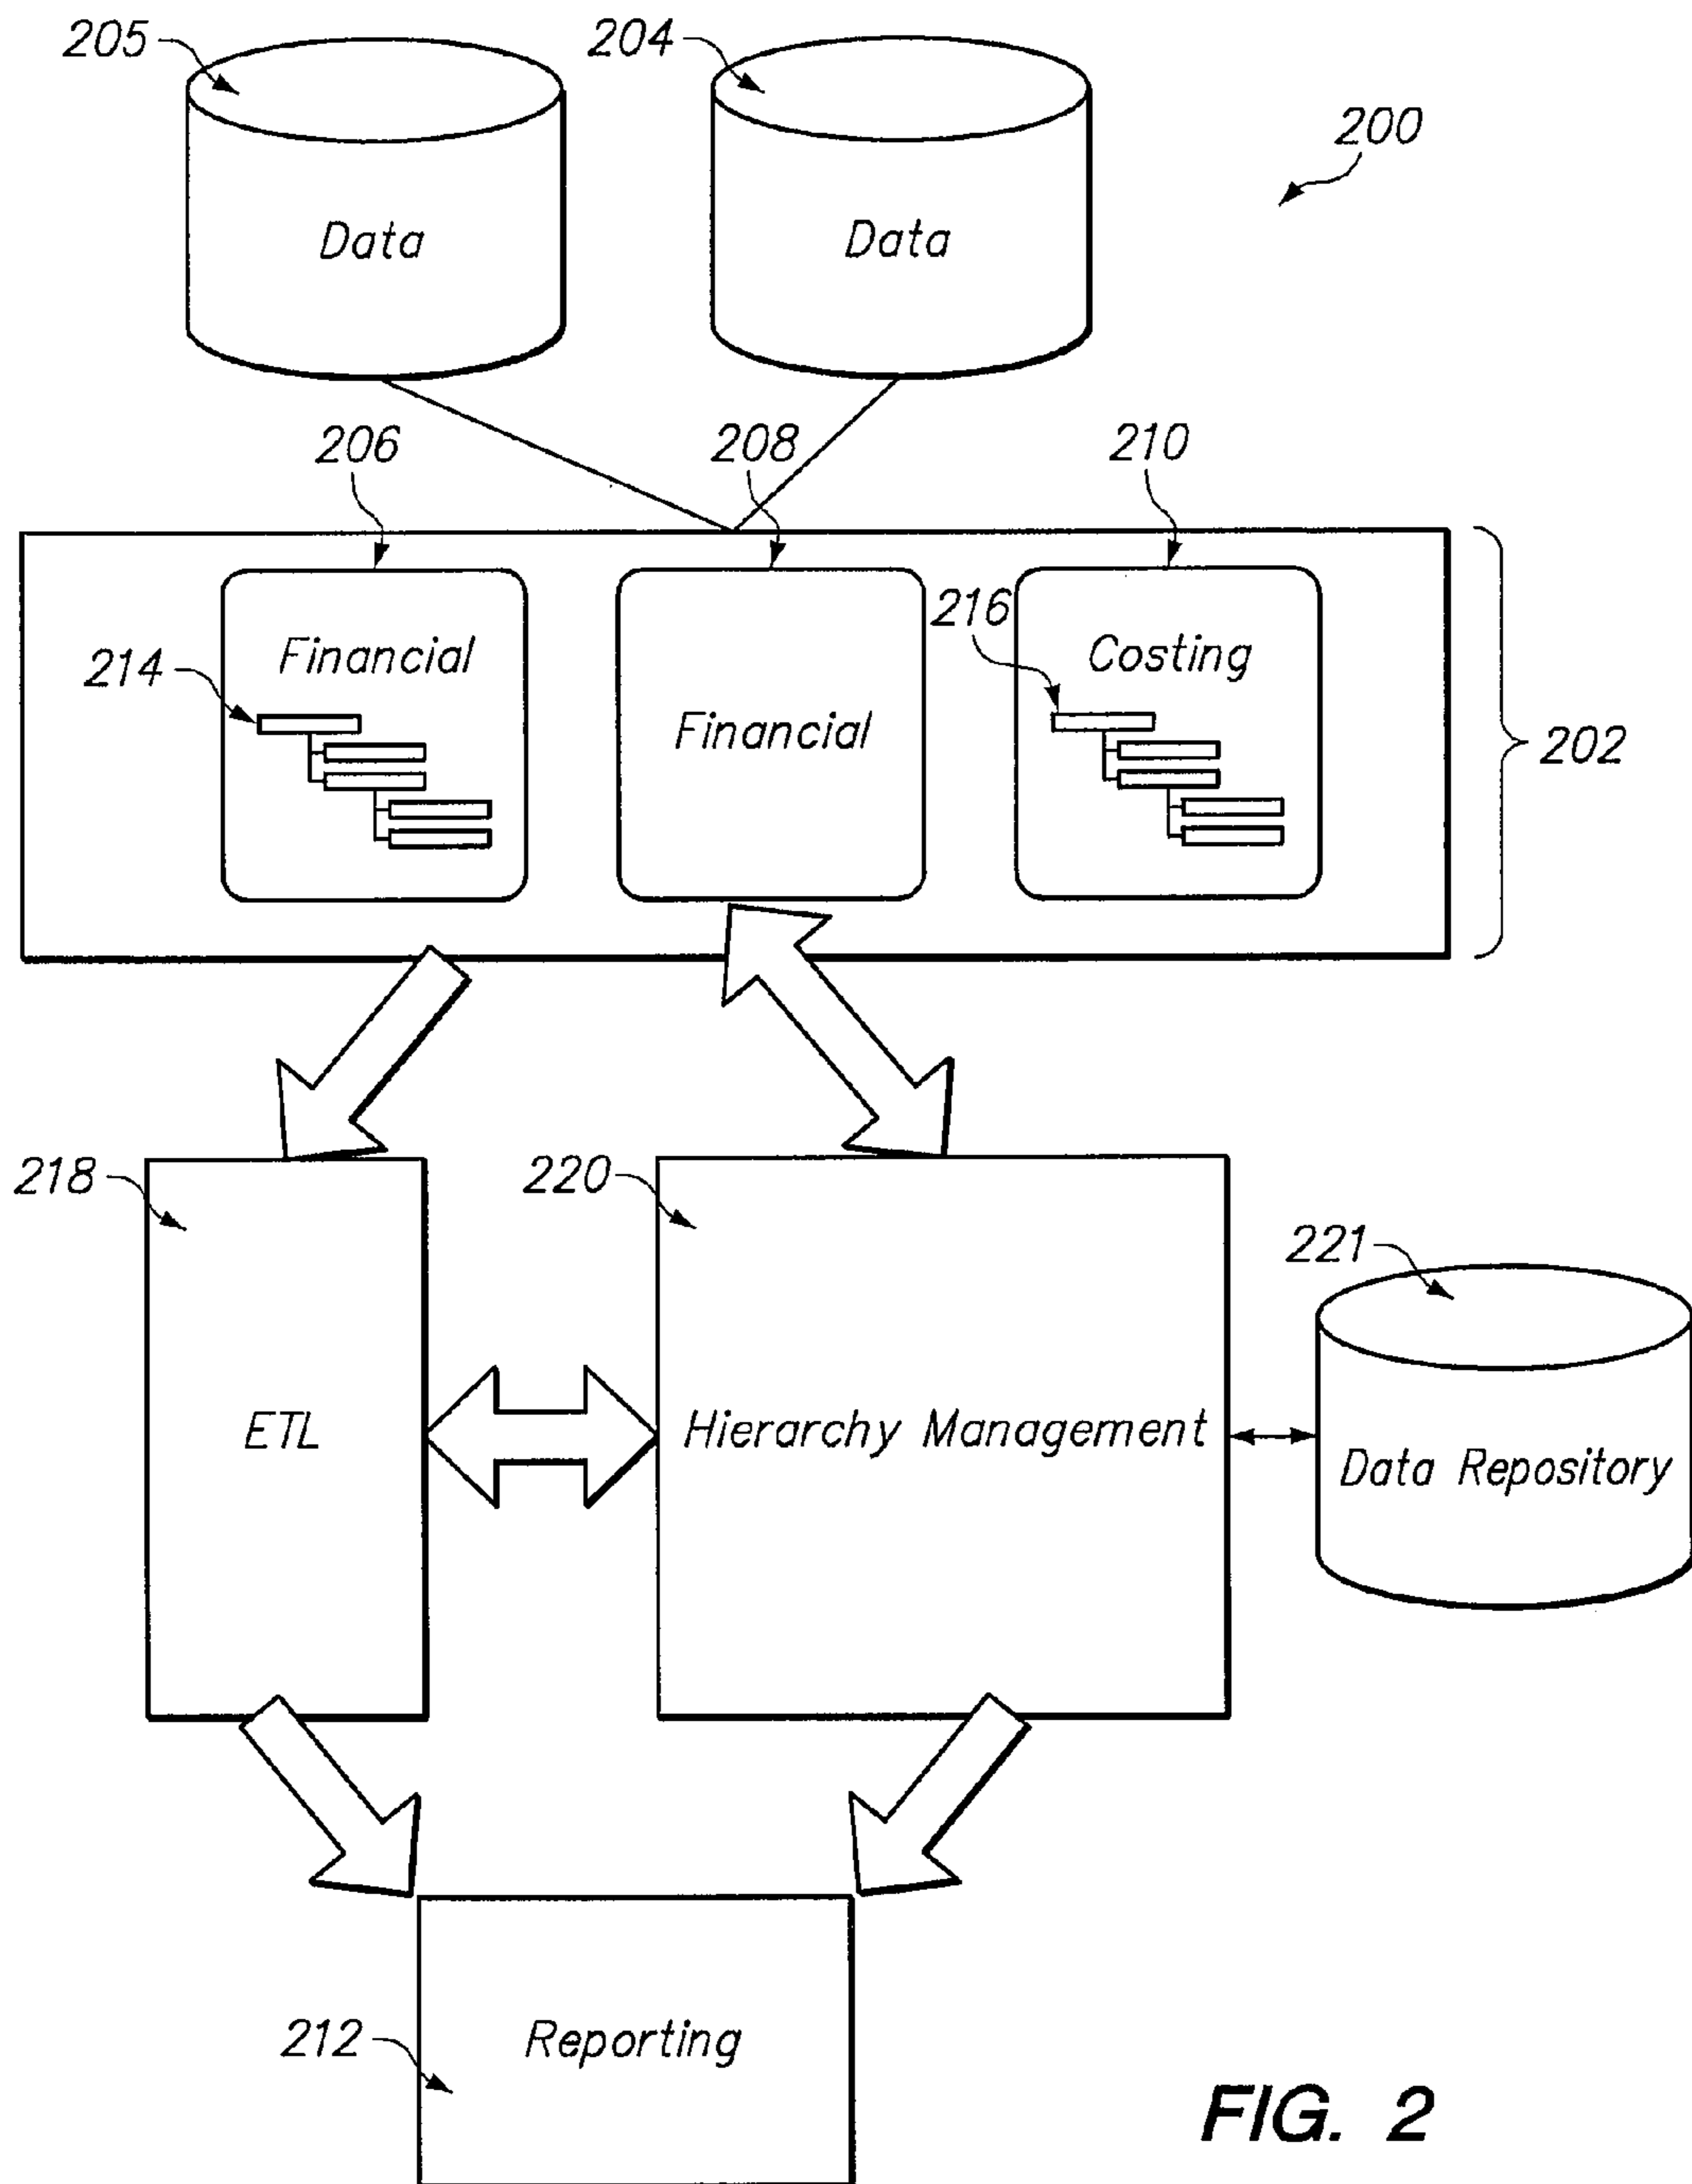 205
204
200
Data
Data
206
208
210
216
Financial
Costing
214
Financial
202
218
220
221
ETL
Hierarchy Management
Data Repository
212
Reporting
FIG. 2